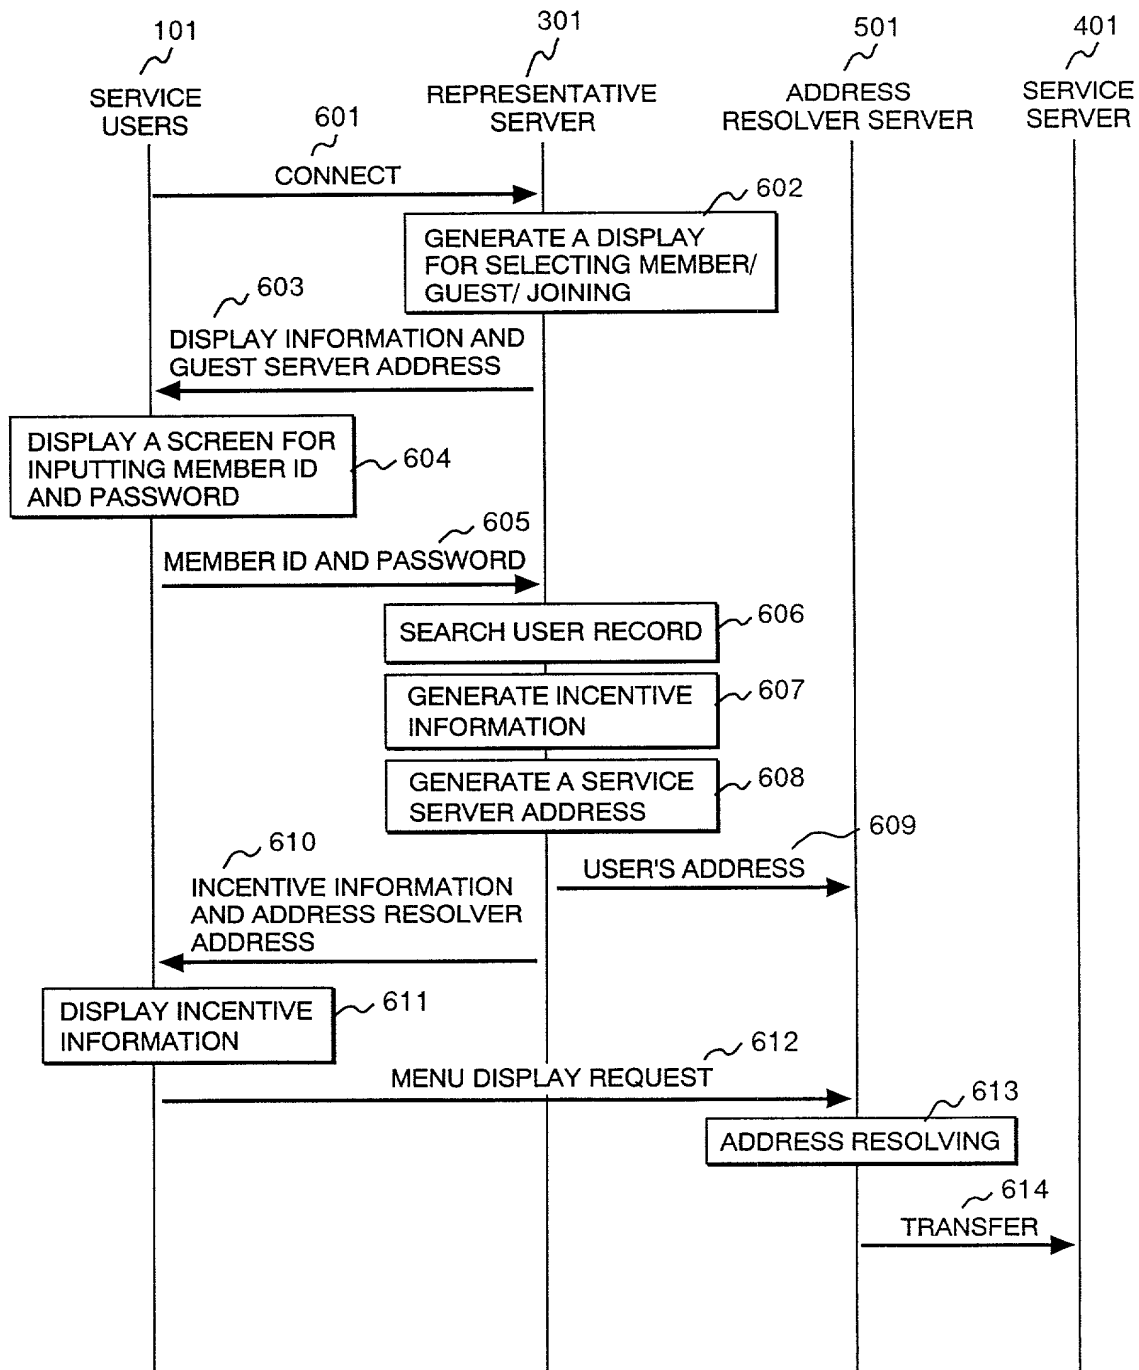 101
301
501
401
SERVICE
USERS
REPRESENTATIVE
SERVER
ADDRESS
RESOLVER SERVER
SERVICE
SERVER
601
CONNECT
602
GENERATE A DISPLAY
FOR SELECTING MEMBER/
GUEST/ JOINING
603
DISPLAY INFORMATION AND
GUEST SERVER ADDRESS
DISPLAY A SCREEN FOR
INPUTTING MEMBER ID
AND PASSWORD
604
605
MEMBER ID AND PASSWORD
SEARCH USER RECORD
606
GENERATE INCENTIVE
INFORMATION
607
GENERATE A SERVICE
SERVER ADDRESS
608
609
USER'S ADDRESS
610
INCENTIVE INFORMATION
AND ADDRESS RESOLVER
ADDRESS
DISPLAY INCENTIVE
INFORMATION
611
612
MENU DISPLAY REQUEST
613
ADDRESS RESOLVING
614
TRANSFER